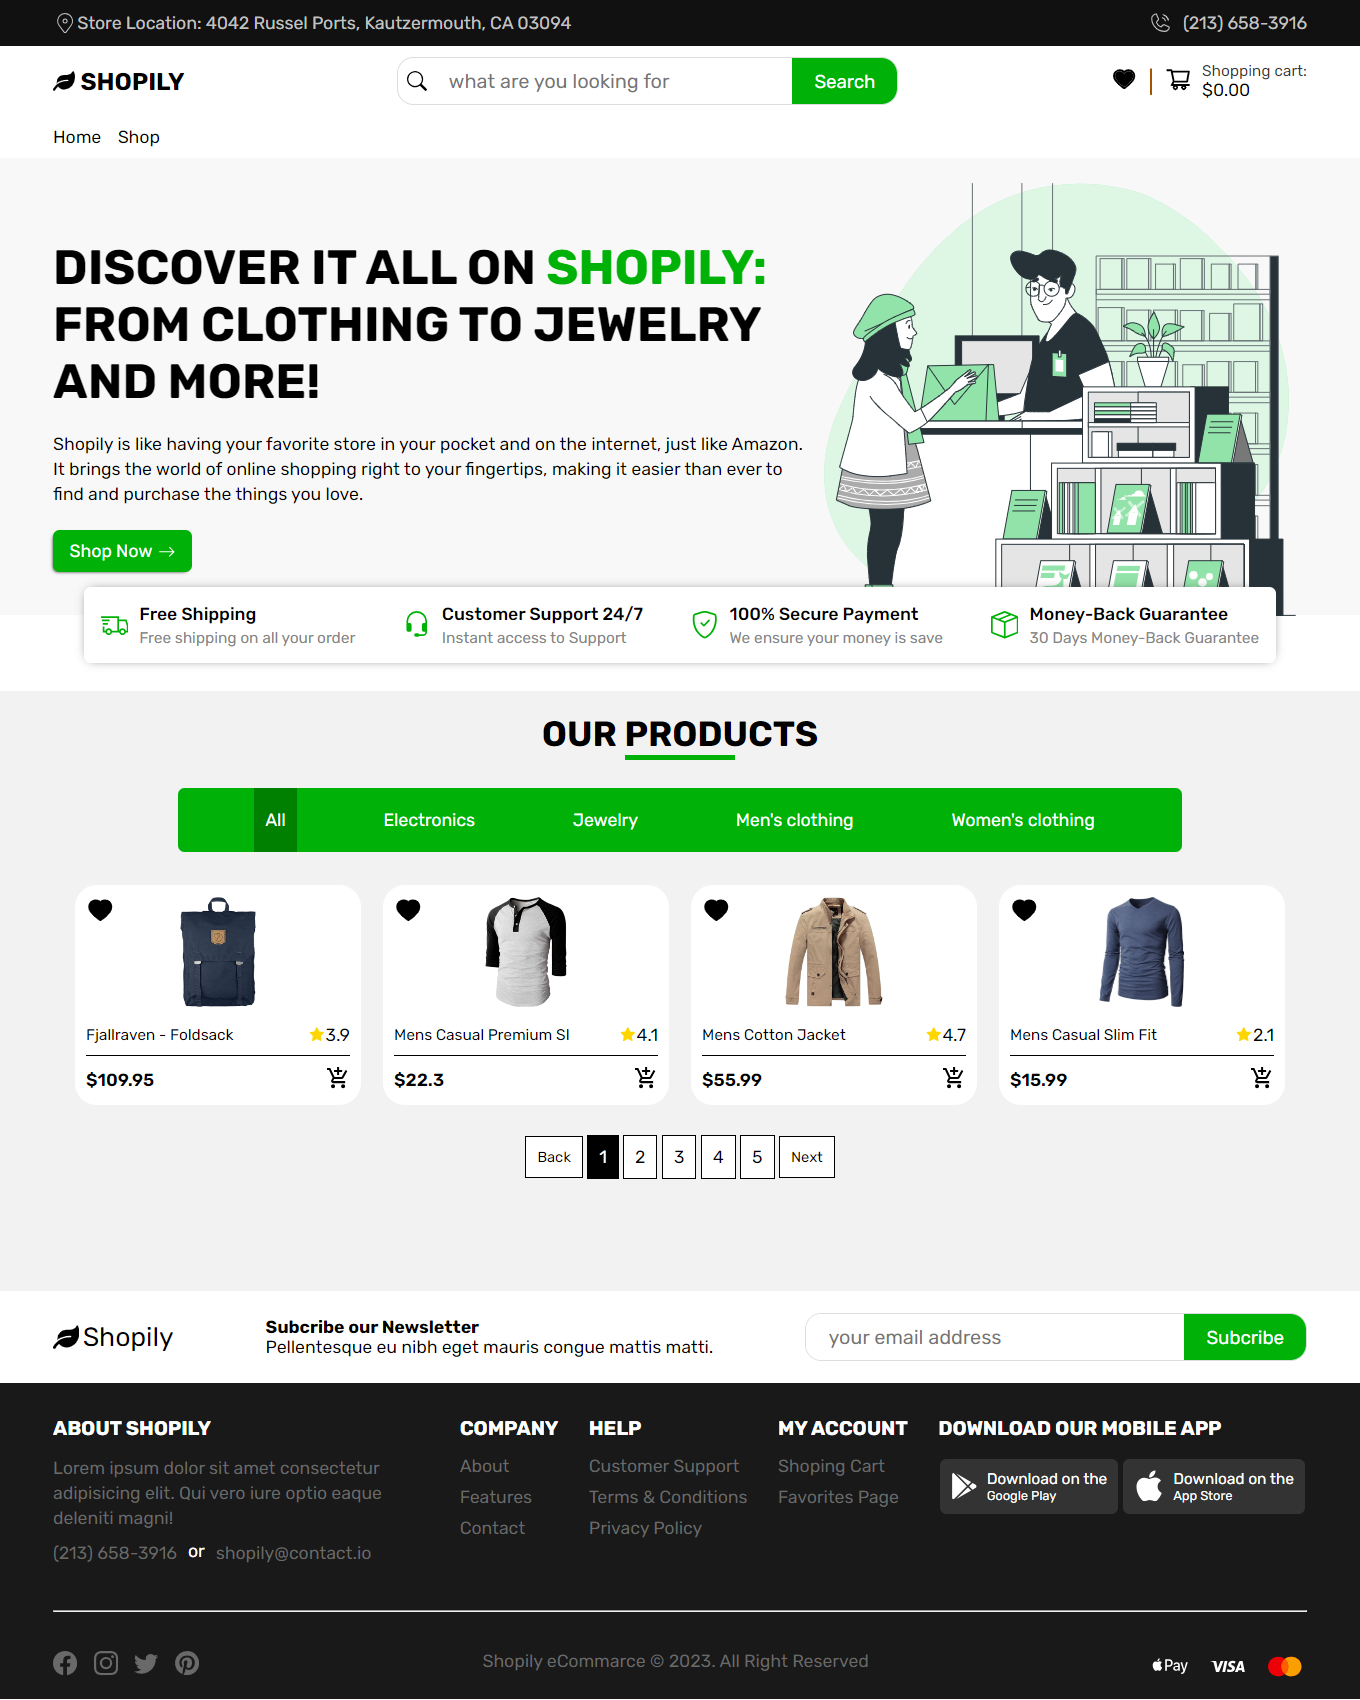 Store Location: 4042 Russel Ports, Kautzermouth, CA 03094
(213) 658-3916
SHOPILY
what are you looking for
Search
Shopping cart:
$0.00
Home
Shop
DISCOVER IT ALL ON SHOPILY:
FROM CLOTHING TO JEWELRY
AND MORE!
Shopily is like having your favorite store in your pocket and on the internet, just like Amazon.
It brings the world of online shopping right to your fingertips, making it easier than ever to
find and purchase the things you love.
Shop Now
Free Shipping
Free shipping on all your order
Customer Support 24/7
Instant access to Support
100% Secure Payment
We ensure your money is save
Money-Back Guarantee
30 Days Money-Back Guarantee
OUR PRODUCTS
All
Electronics
Jewelry
Men's clothing
Women's clothing
Fjallraven - Foldsack
3.9
$109.95
Mens Casual Premium Sl
4.1
$22.3
Mens Cotton Jacket
4.7
$55.99
Mens Casual Slim Fit
2.1
$15.99
Back
1
2
3
4
5
Next
Shopily
Subcribe our Newsletter
Pellentesque eu nibh eget mauris congue mattis matti.
your email address
Subcribe
ABOUT SHOPILY
Lorem ipsum dolor sit amet consectetur
adipisicing elit. Qui vero iure optio eaque
deleniti magni!
(213) 658-3916 or shopily@contact.io
COMPANY
About
Features
Contact
HELP
Customer Support
Terms & Conditions
Privacy Policy
MY ACCOUNT
Shoping Cart
Favorites Page
DOWNLOAD OUR MOBILE APP
Download on the
Google Play
Download on the
App Store
Shopily eCommarce © 2023. All Right Reserved
Pay
VISA